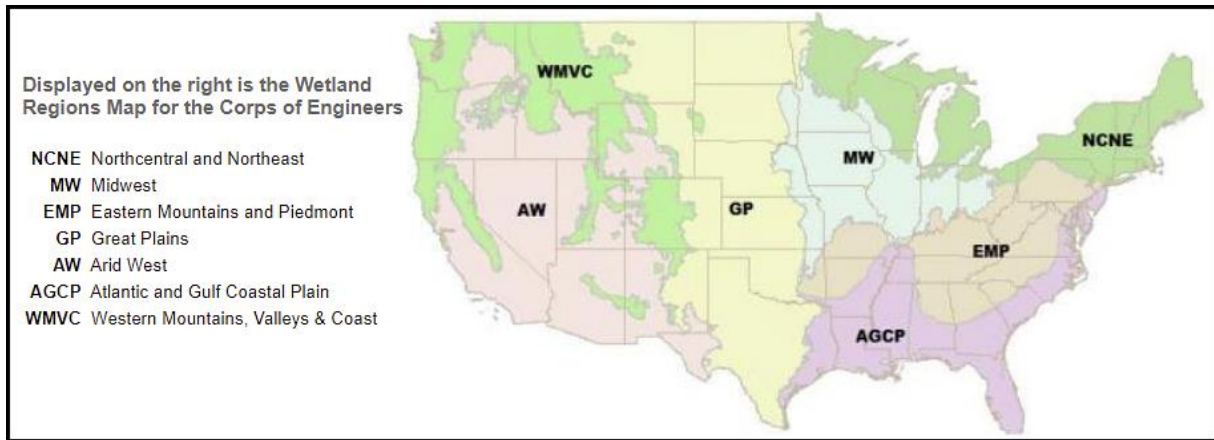 Displayed on the right is the Wetland
Regions Map for the Corps of Engineers
NCNE Northcentral and Northeast
MW Midwest
EMP Eastern Mountains and Piedmont
GP Great Plains
AW Arid West
AGCP Atlantic and Gulf Coastal Plain
WMVC Western Mountains, Valleys & Coast
WMVC
NCNE
MW
AW
GP
EMP
AGCP